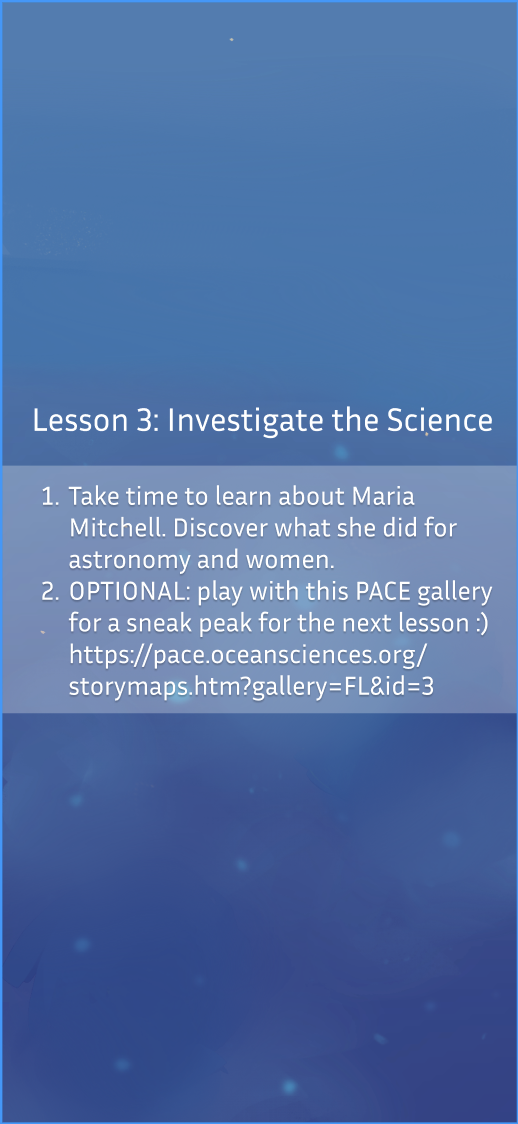 Lesson 3: Investigate the Science
1. Take time to learn about Maria
Mitchell. Discover what she did for
astronomy and women.
2. OPTIONAL: play with this PACE gallery
for a sneak peak for the next lesson :)
https://pace.oceansciences.org/
storymaps.htm?gallery=FL&id=3